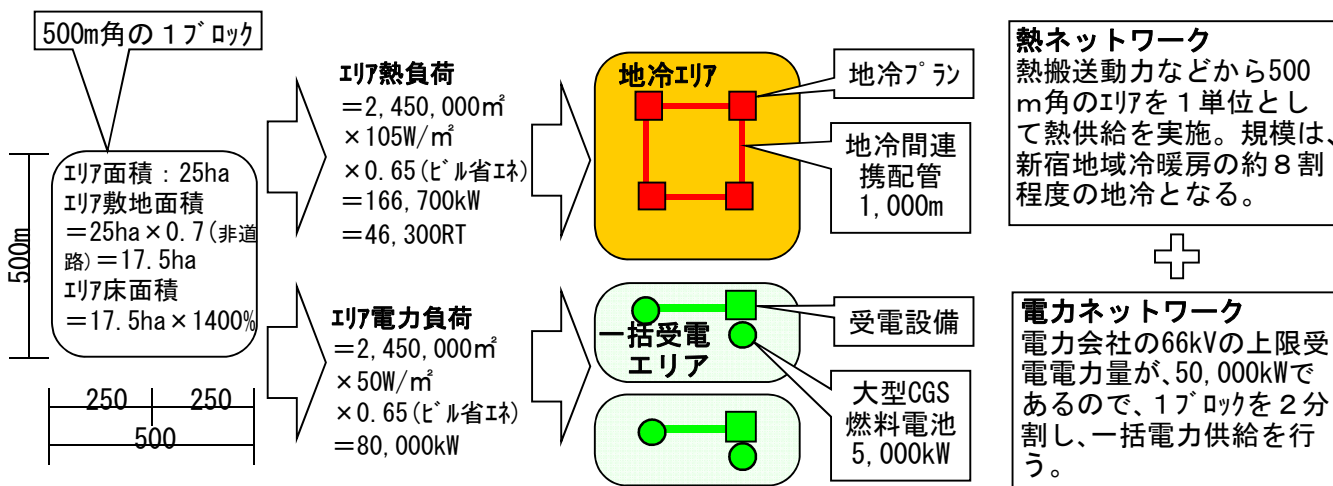 500m角の1ﾌﾞﾛｯｸ
500m
エリア面積：25ha
エリア敷地面積
＝25ha×0.7(非道
路)＝17.5ha
エリア床面積
＝17.5ha×1400%
250
250
500
ｴﾘｱ熱負荷
＝2,450,000㎡
×105W/㎡
×0.65(ﾋﾞﾙ省ｴﾈ)
＝166,700kW
＝46,300RT
ｴﾘｱ電力負荷
＝2,450,000㎡
×50W/㎡
×0.65(ﾋﾞﾙ省ｴﾈ)
＝80,000kW
地冷エリア
地冷ﾌﾟﾗﾝ
地冷間連
携配管
1,000m
一括受電
エリア
受電設備
大型CGS
燃料電池
5,000kW
熱ネットワーク
熱搬送動力などから500
m角のｴﾘｱを1単位とし
て熱供給を実施。規模は、
新宿地域冷暖房の約8割
程度の地冷となる。
電力ネットワーク
電力会社の66kVの上限受
電電力量が、50,000kWで
あるので、1ﾌﾞﾛｯｸを2分
割し、一括電力供給を行
う。